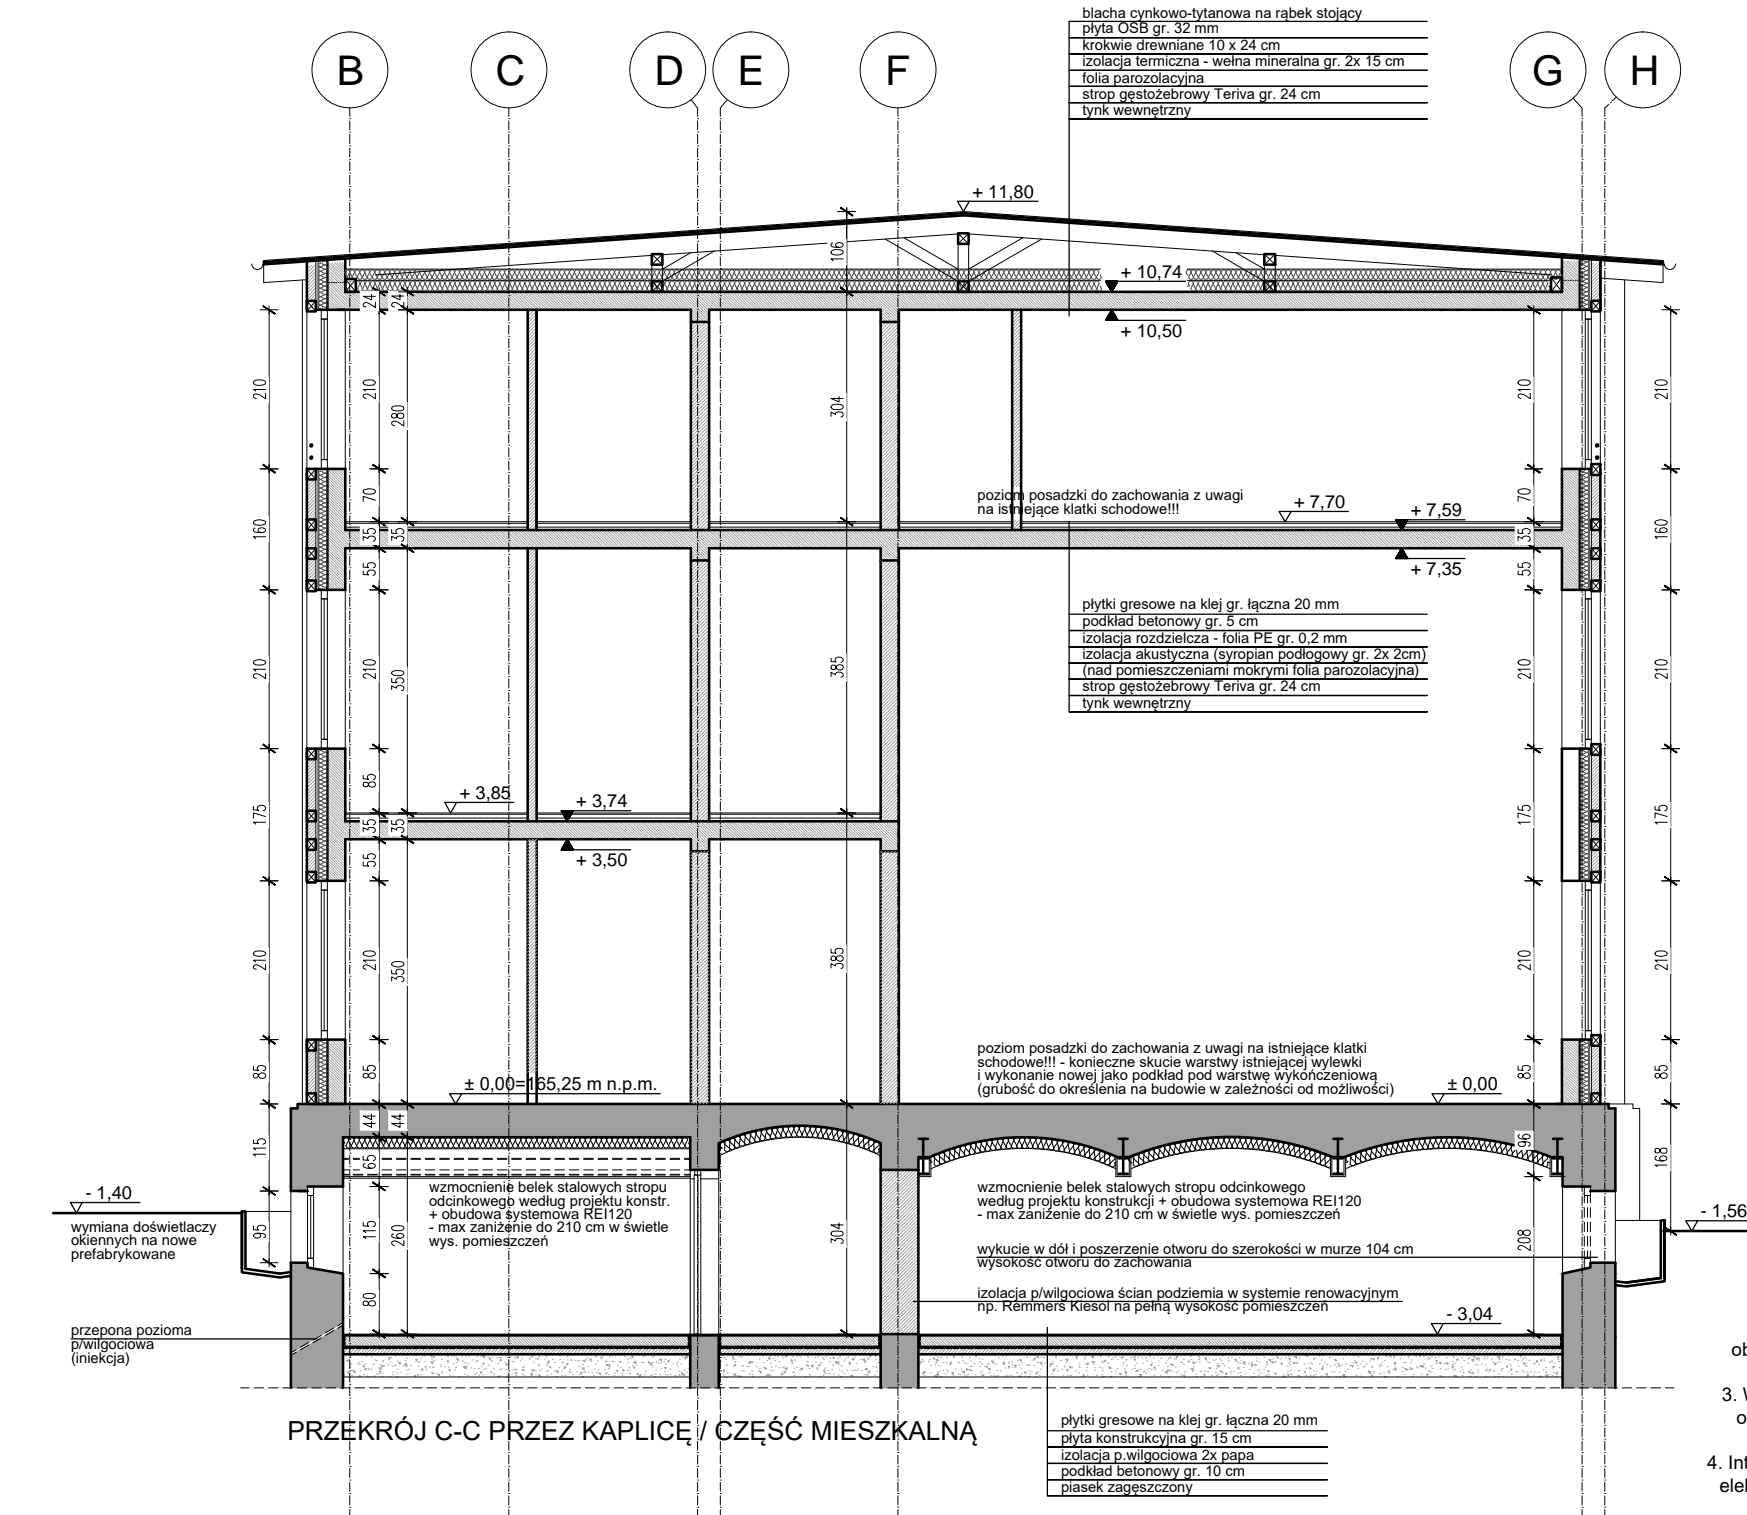 blacha cynkowo-tytanowa na rąbek stojący
płyta OSB gr. 32 mm
krokwie drewniane 10 x 24 cm
izolacja termiczna - wełna mineralna gr. 2x 15 cm
folia parozolacyjna
strop gęstożebrowy Teriva gr. 24 cm
tynk wewnętrzny
B C D E F G H
+ 11,80
106
+ 10,74
24 24
+ 10,50
210 210 280 304 210 210
poziom posadzki do zachowania z uwagi
na istniejące klatki schodowe!!!
+ 7,70
+ 7,59
70 70
160 35 35 35 160
+ 7,35
55 55
płytki gresowe na klej gr. łączna 20 mm
podkład betonowy gr. 5 cm
izolacja rozdzielcza - folia PE gr. 0,2 mm
izolacja akustyczna (syropian podłogowy gr. 2x 2cm)
(nad pomieszczeniami mokrymi folia parozolacyjna)
strop gęstożebrowy Teriva gr. 24 cm
tynk wewnętrzny
210 210 350 385 210 210
85
+ 3,85
+ 3,74
175 35 35 175 175
+ 3,50
55
210 210 350 385 210 210
poziom posadzki do zachowania z uwagi na istniejące klatki
schodowe!!! - konieczne skucie warstwy istniejącej wylewki
i wykonanie nowej jako podkład pod warstwę wykończeniową
(grubość do określenia na budowie w zależności od możliwości)
85 85 85 85
± 0,00=165,25 m n.p.m.
± 0,00
44 44
115 65 96 168
wzmocnienie belek stalowych stropu
odcinkowego według projektu konstr.
+ obudowa systemowa REI120
- max zaniżenie do 210 cm w świetle
wys. pomieszczeń
wzmocnienie belek stalowych stropu odcinkowego
według projektu konstrukcji + obudowa systemowa REI120
- max zaniżenie do 210 cm w świetle wys. pomieszczeń
- 1,40
- 1,56
wymiana doświetlaczy
okiennych na nowe
prefabrykowane
95 115 260 304 208
wykucie w dół i poszerzenie otworu do szerokości w murze 104 cm
wysokość otworu do zachowania
izolacja p/wilgociowa ścian podziemia w systemie renowacyjnym
np. Remmers Kiesol na pełną wysokość pomieszczeń
80
- 3,04
przepona pozioma
p/wilgociowa
(iniekcja)
ob
3. W
o
4. Int
elel
PRZEKRÓJ C-C PRZEZ KAPLICĘ / CZĘŚĆ MIESZKALNĄ
płytki gresowe na klej gr. łączna 20 mm
płyta konstrukcyjna gr. 15 cm
izolacja p.wilgociowa 2x papa
podkład betonowy gr. 10 cm
piasek zagęszczony